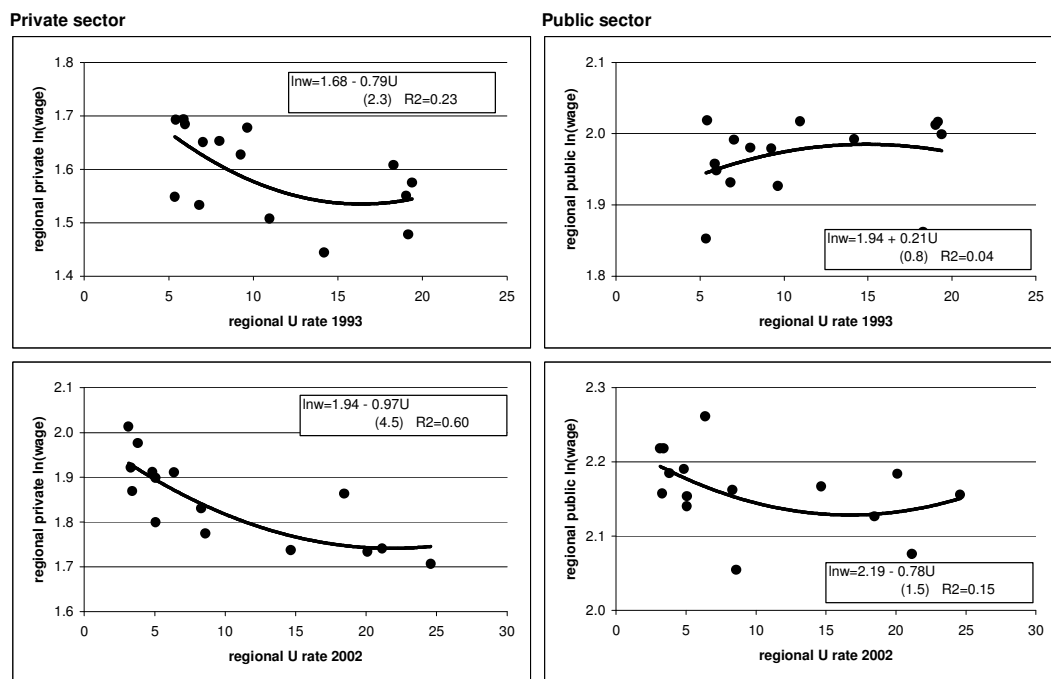 Private sector
Public sector
1.8
1.7
1.6
1.5
1.4
regional private ln(wage)
lnw=1.68 - 0.79U
(2.3) R2=0.23
0 5 10 15 20 25
regional U rate 1993
2.1
2.0
1.9
1.8
regional public ln(wage)
lnw=1.94 + 0.21U
(0.8) R2=0.04
0 5 10 15 20 25
regional U rate 1993
2.1
2.0
1.9
1.8
1.7
1.6
regional private ln(wage)
lnw=1.94 - 0.97U
(4.5) R2=0.60
0 5 10 15 20 25 30
regional U rate 2002
2.3
2.2
2.1
2.0
regional public ln(wage)
lnw=2.19 - 0.78U
(1.5) R2=0.15
0 5 10 15 20 25 30
regional U rate 2002